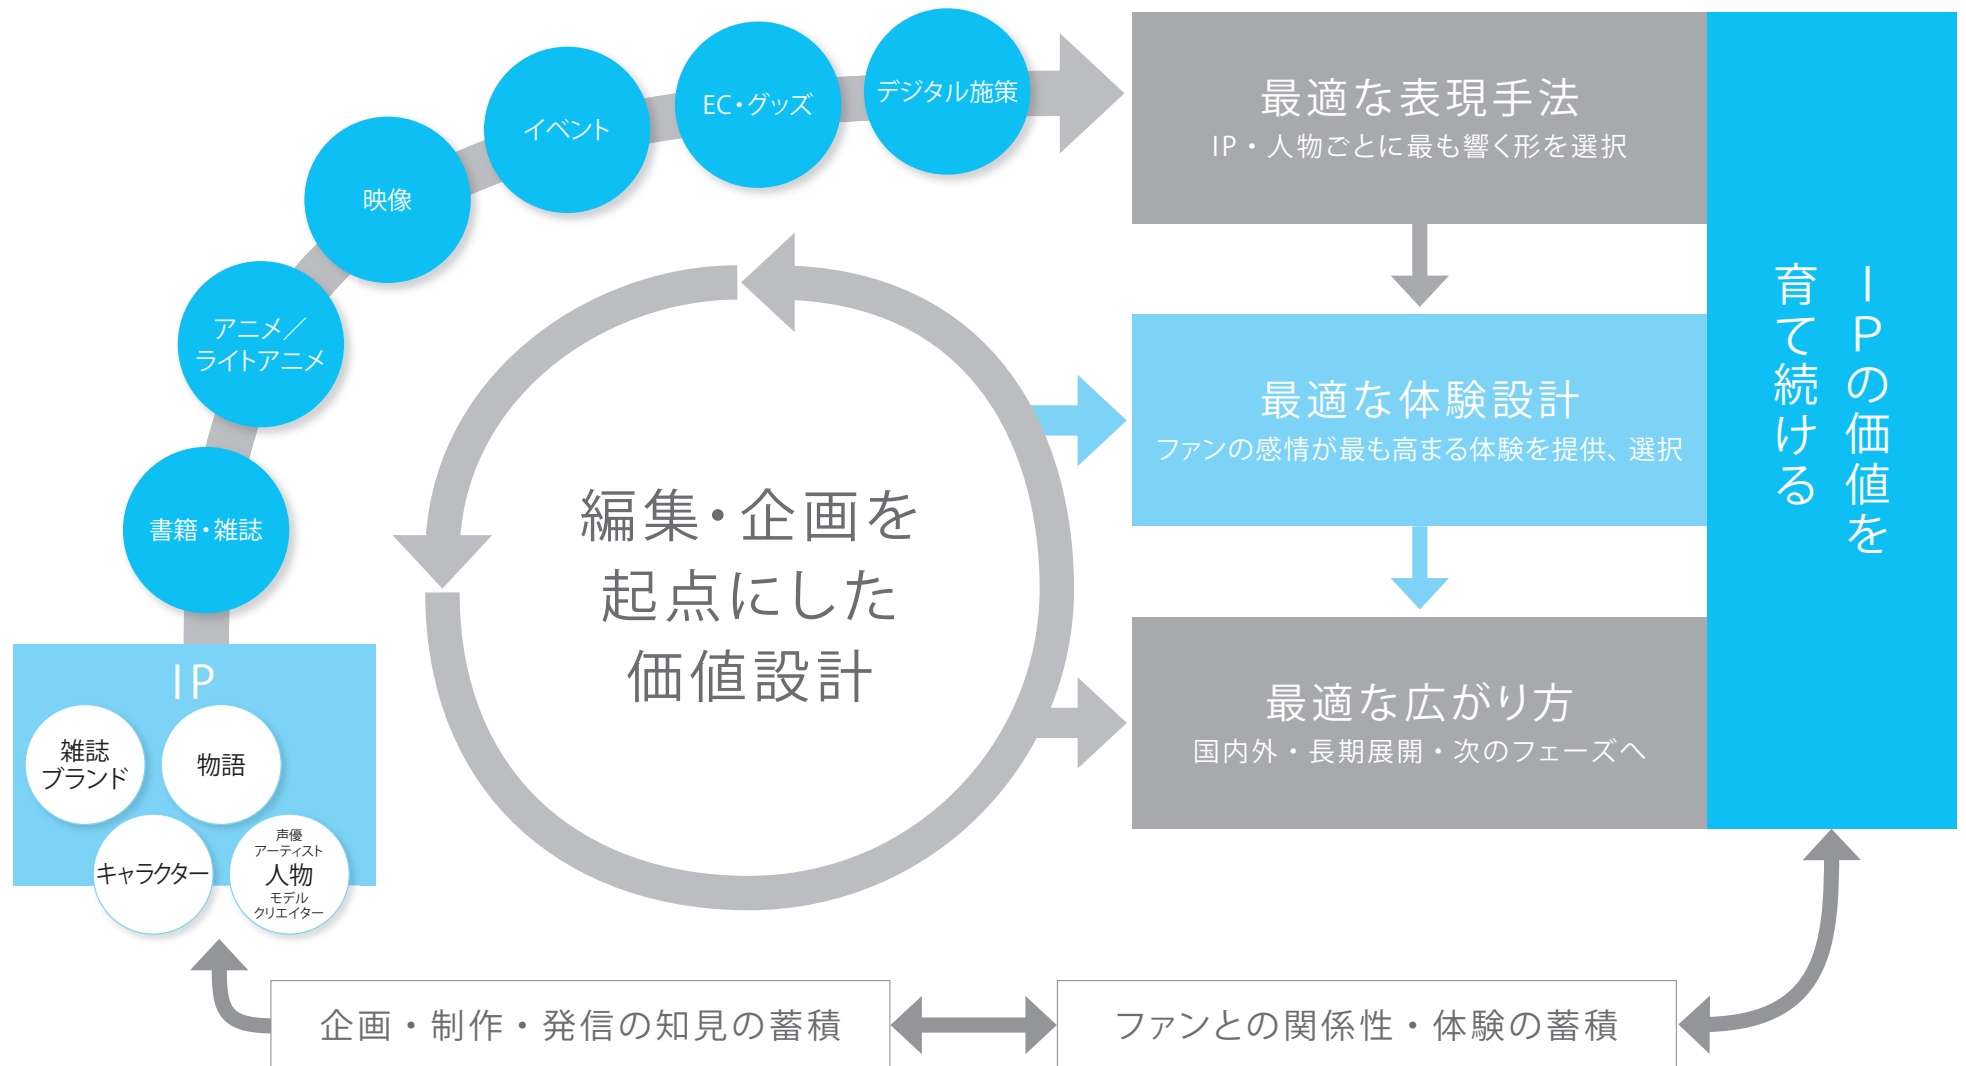 デジタル施策
EC・グッズ
イベント
映像
アニメ／
ライトアニメ
書籍・雑誌
IP
雑誌
ブランド
物語
キャラクター
声優
アーティスト
人物
モデル
クリエイター
編集・企画を
起点にした
価値設計
最適な表現手法
IP・人物ごとに最も響く形を選択
最適な体験設計
ファンの感情が最も高まる体験を提供、選択
最適な広がり方
国内外・長期展開・次のフェーズへ
IPの価値を
育て続ける
企画・制作・発信の知見の蓄積
ファンとの関係性・体験の蓄積